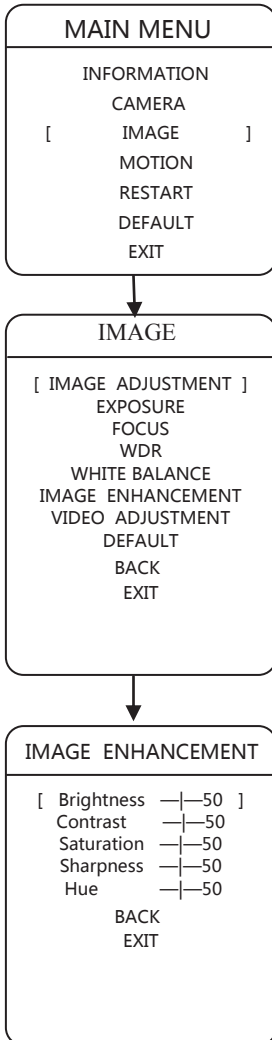 MAIN MENU
INFORMATION
CAMERA
[ IMAGE ]
MOTION
RESTART
DEFAULT
EXIT
IMAGE
[ IMAGE ADJUSTMENT ]
EXPOSURE
FOCUS
WDR
WHITE BALANCE
IMAGE ENHANCEMENT
VIDEO ADJUSTMENT
DEFAULT
BACK
EXIT
IMAGE ENHANCEMENT
[ Brightness —|—50 ]
Contrast —|—50
Saturation —|—50
Sharpness —|—50
Hue —|—50
BACK
EXIT